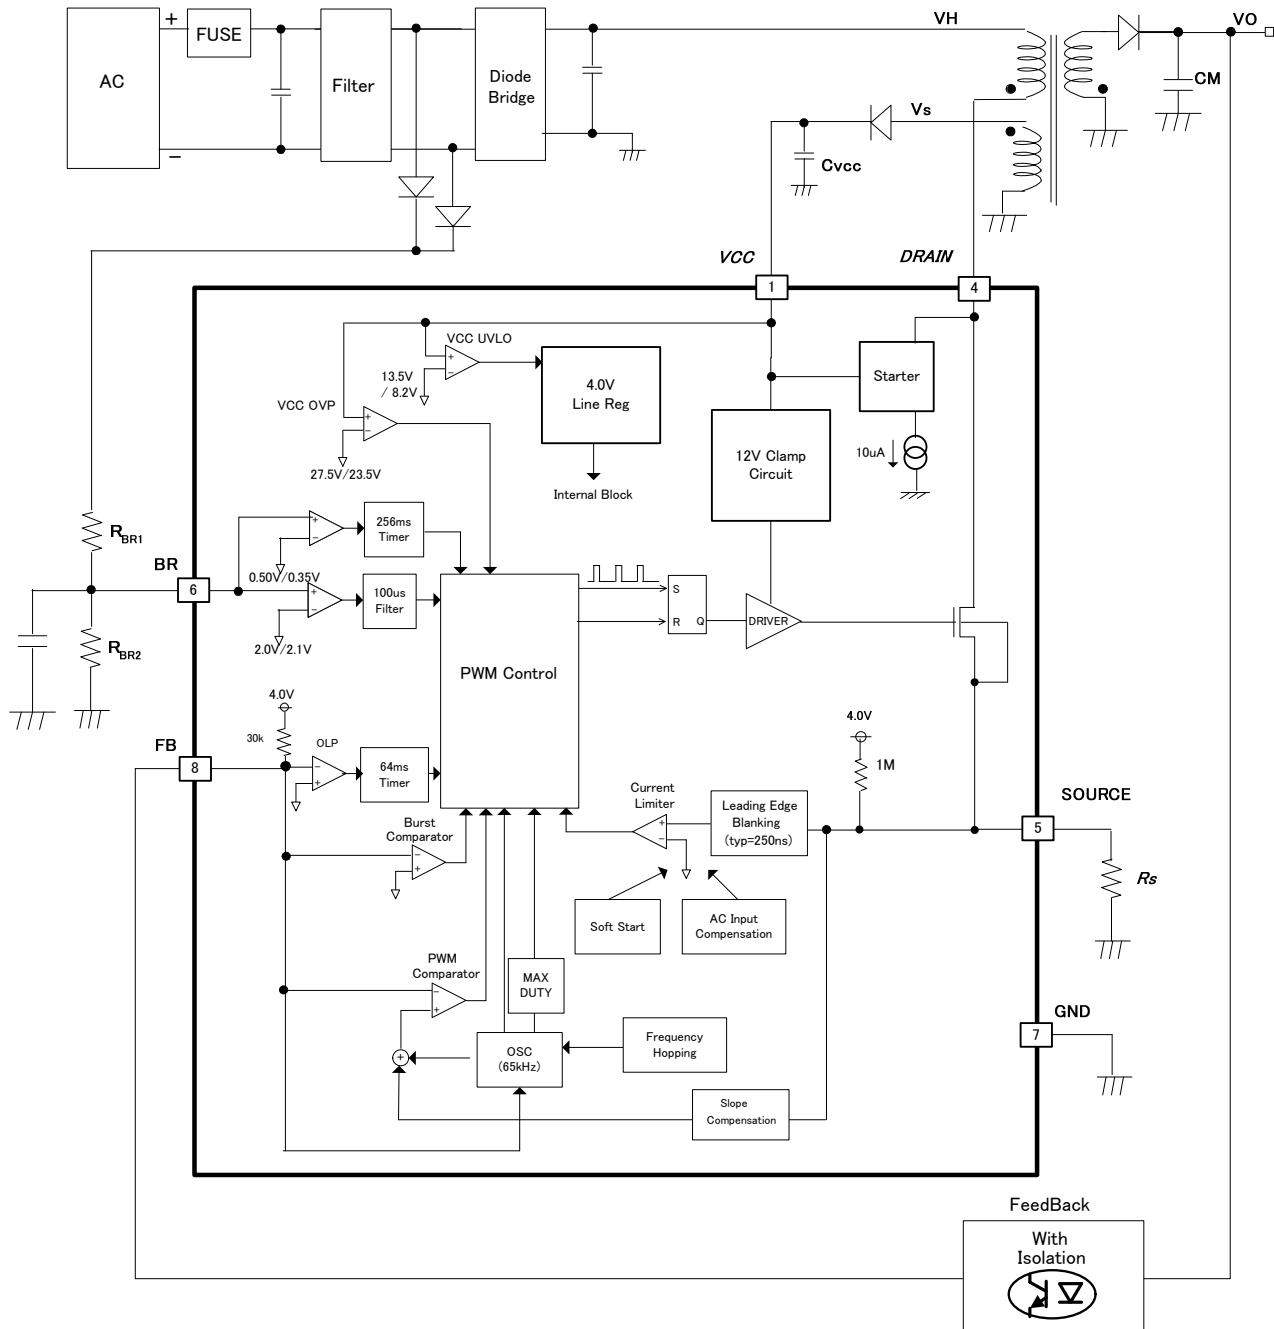 VH
VO
+
FUSE
AC
Filter
Diode
Bridge
CM
Vs
Cvcc
−
VCC
DRAIN
1
4
VCC UVLO
+
−
13.5V
/ 8.2V
4.0V
Line Reg
Starter
VCC OVP
+
−
27.5V/23.5V
12V Clamp
Circuit
10uA
Internal Block
RBR1
256ms
Timer
+
−
BR
6
0.50V/0.35V
100us
Filter
+
−
2.0V/2.1V
S
R
Q
DRIVER
RBR2
PWM Control
4.0V
30k
FB
8
OLP
−
+
64ms
Timer
4.0V
1M
Current
Limiter
+
−
Leading Edge
Blanking
(typ=250ns)
SOURCE
5
Burst
Comparator
−
+
Rs
Soft Start
AC Input
Compensation
PWM
Comparator
−
+
MAX
DUTY
GND
7
+
OSC
(65kHz)
Frequency
Hopping
Slope
Compensation
FeedBack
With
Isolation